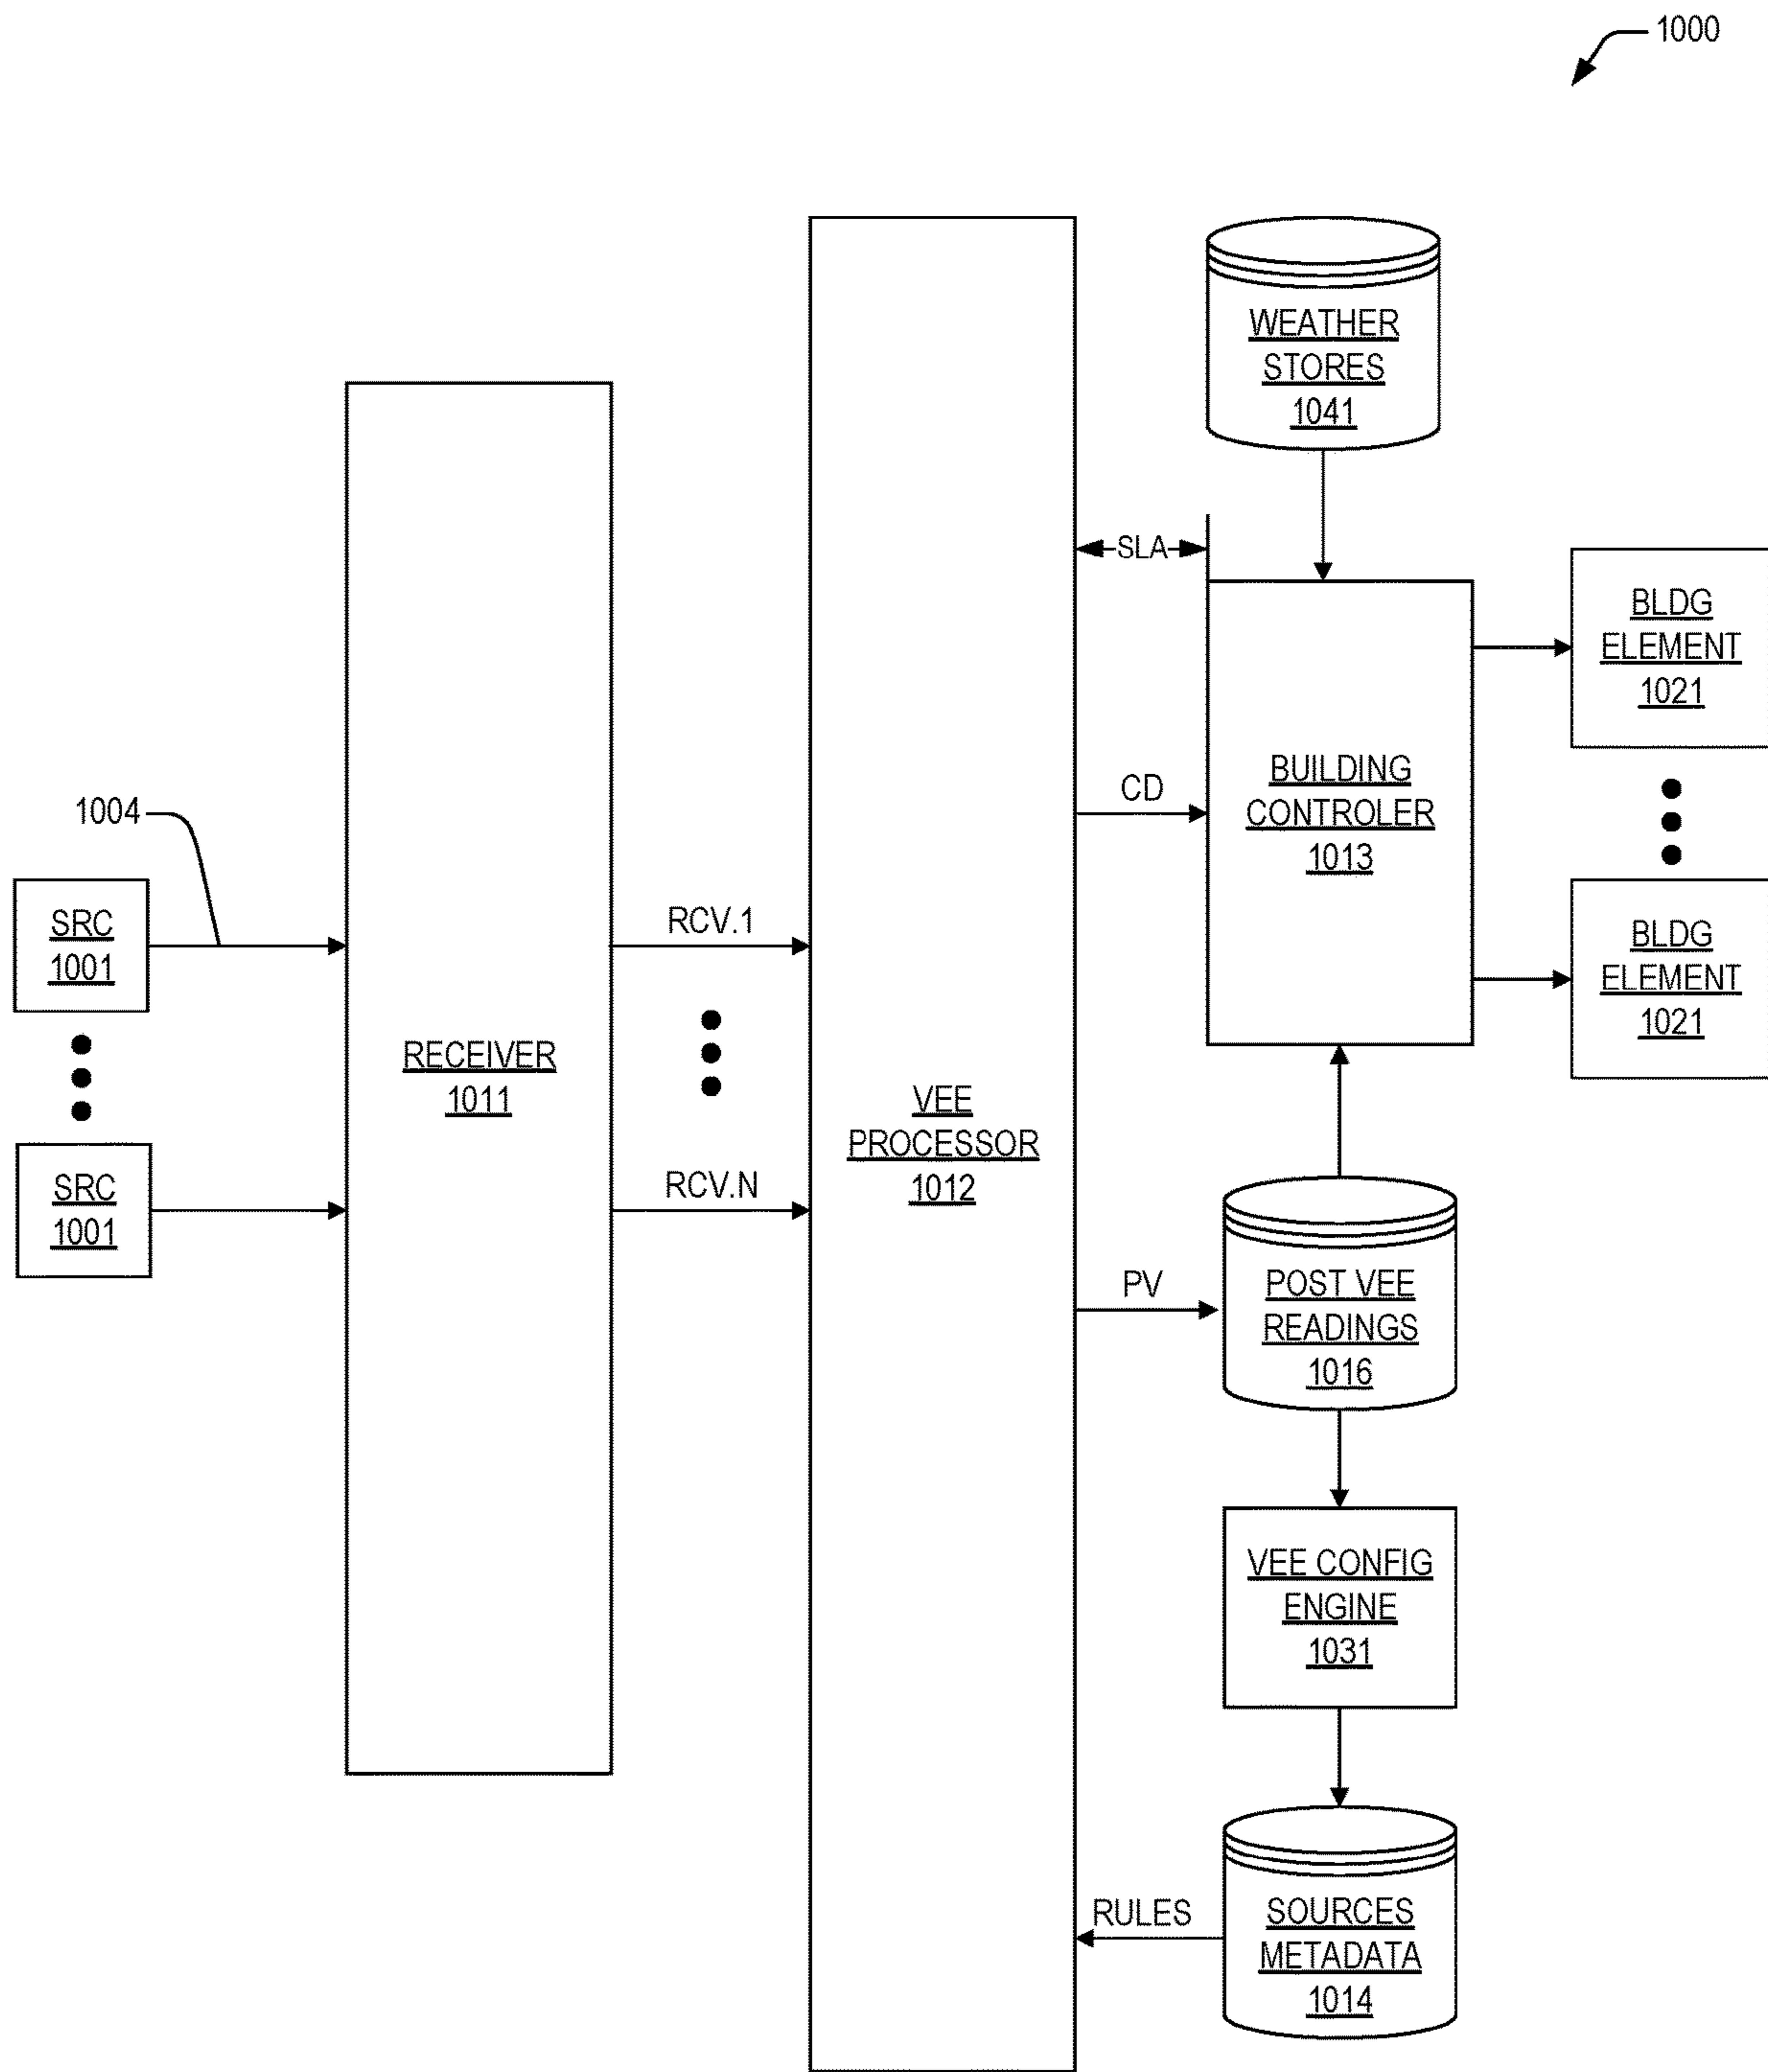 1000
WEATHER
STORES
1041
SLA
BLDG
ELEMENT
1021
BUILDING
CONTROLER
1013
CD
1004
SRC
1001
RCV.1
BLDG
ELEMENT
1021
RECEIVER
1011
VEE
PROCESSOR
1012
SRC
1001
RCV.N
PV
POST VEE
READINGS
1016
VEE CONFIG
ENGINE
1031
RULES
SOURCES
METADATA
1014